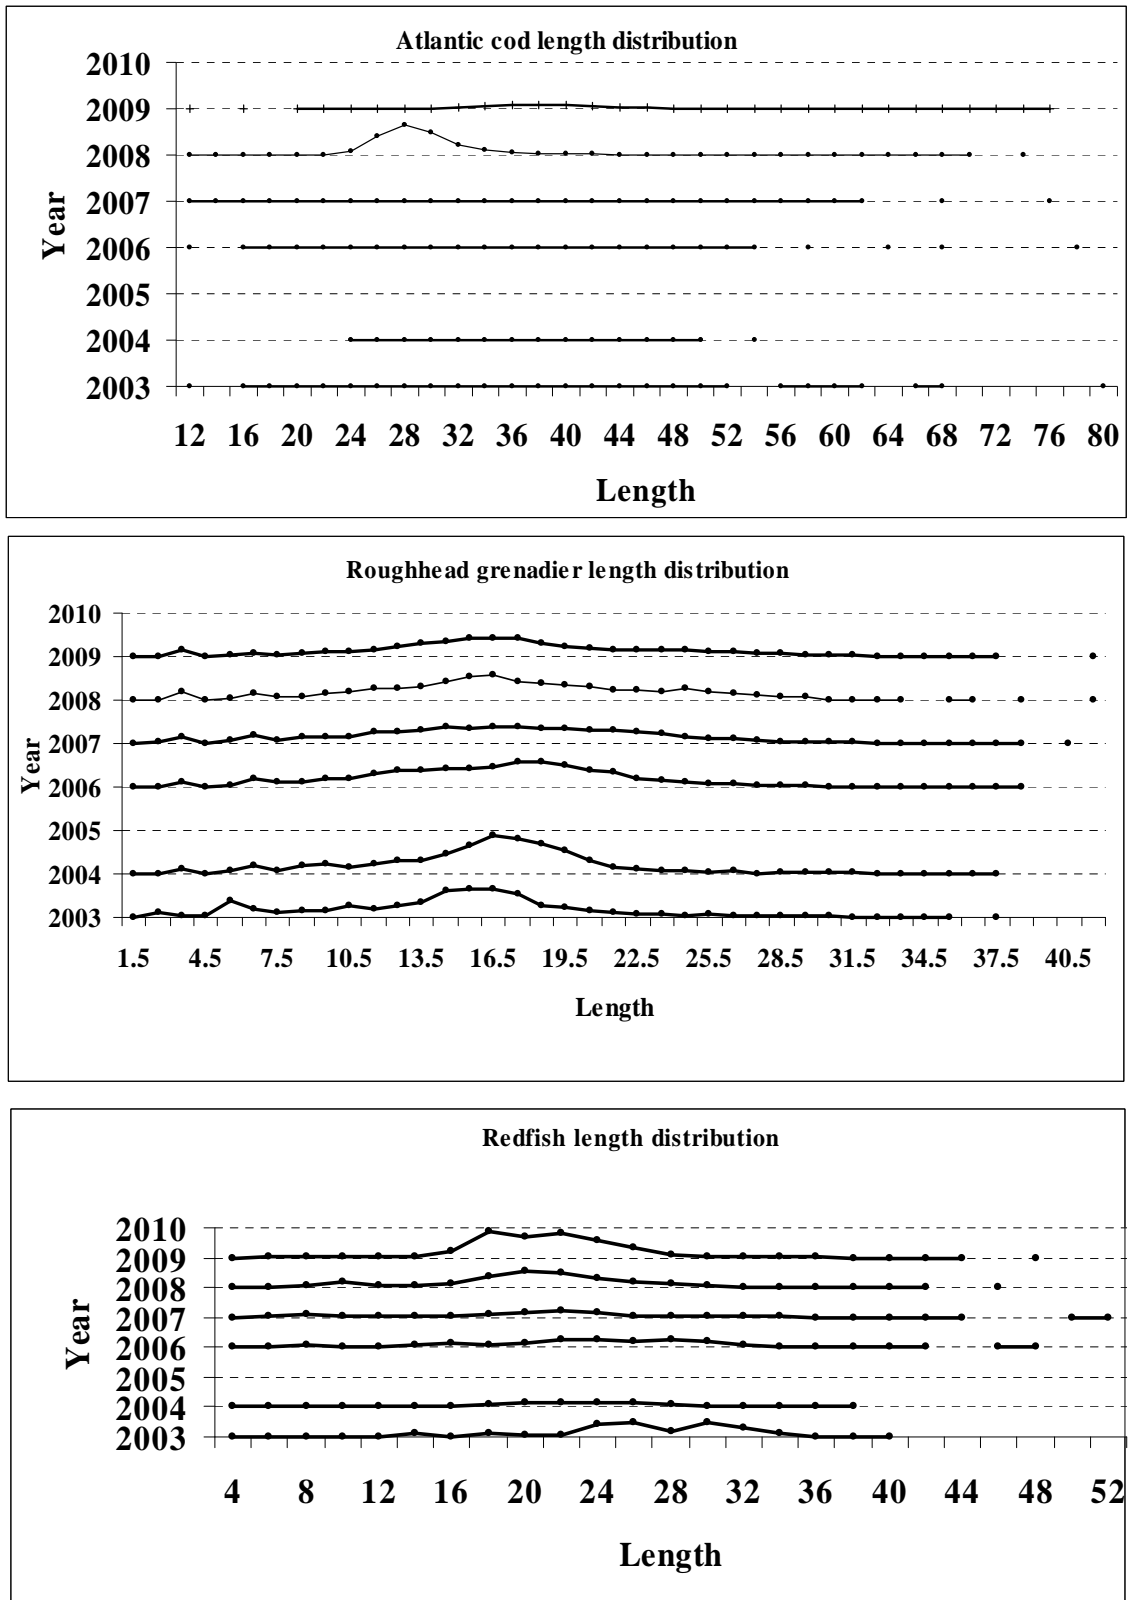 Atlantic cod length distribution
2010
2009
2008
2007
2006
2005
2004
2003
Year
12 16 20 24 28 32 36 40 44 48 52 56 60 64 68 72 76 80
Length
Roughhead grenadier length distribution
2010
2009
2008
2007
2006
2005
2004
2003
Year
1.5 4.5 7.5 10.5 13.5 16.5 19.5 22.5 25.5 28.5 31.5 34.5 37.5 40.5
Length
Redfish length distribution
2010
2009
2008
2007
2006
2005
2004
2003
Year
4 8 12 16 20 24 28 32 36 40 44 48 52
Length